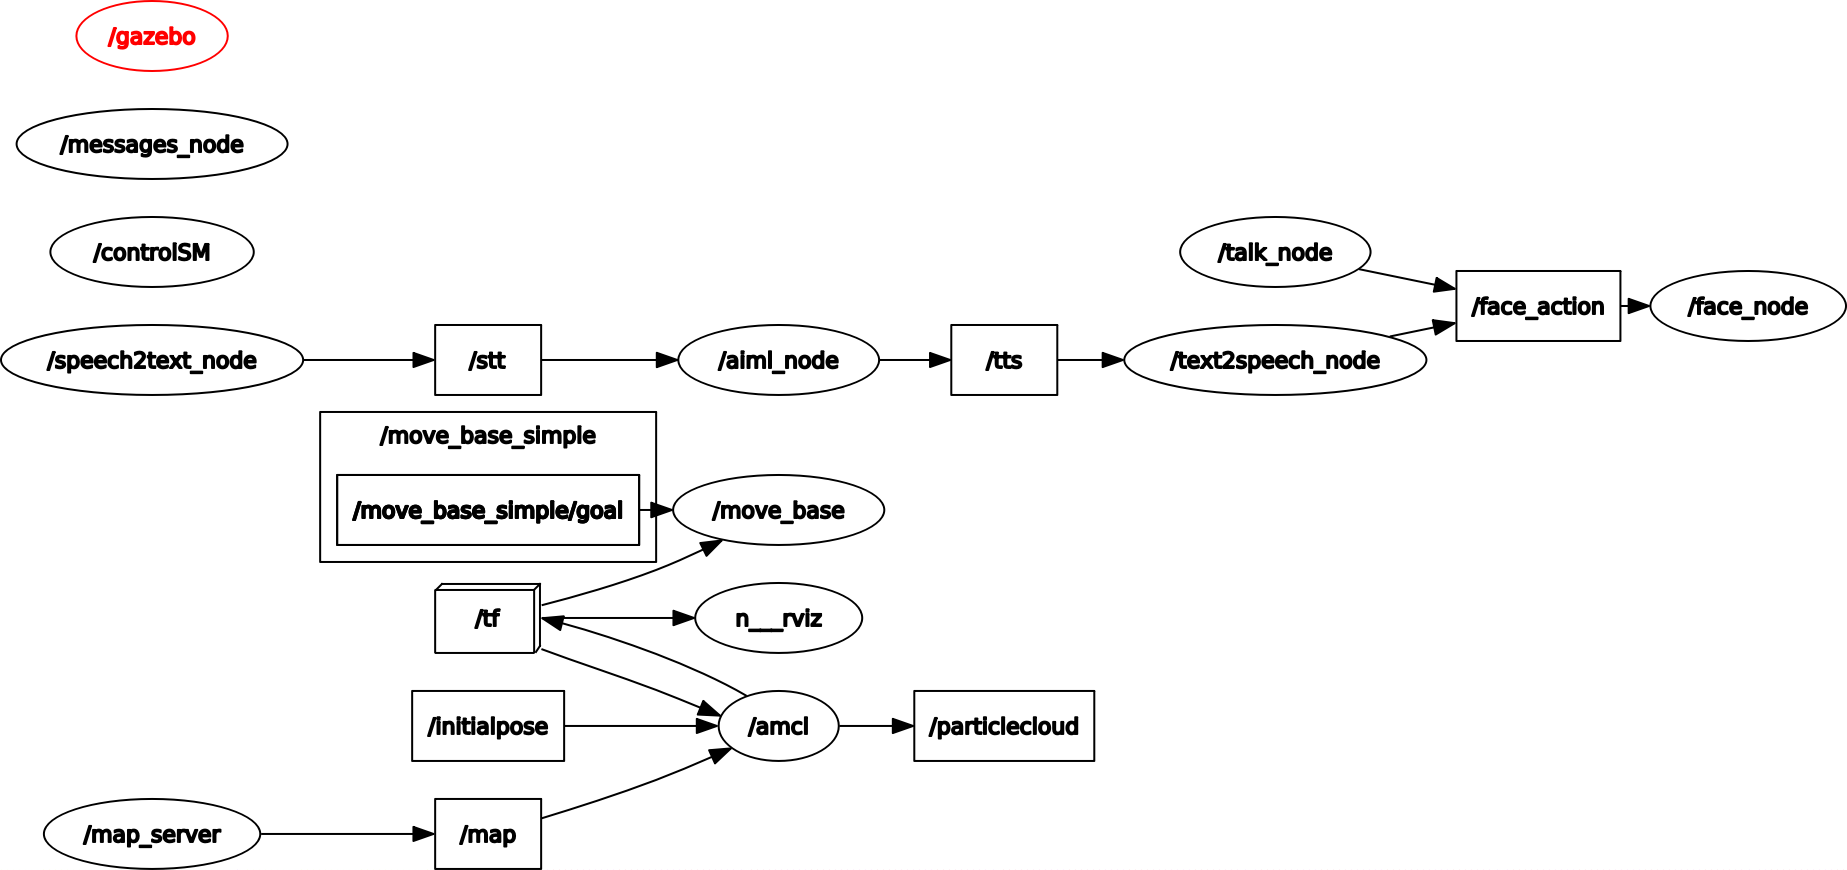 /gazebo
/messages_node
/controlSM
/talk_node
/face_action
/face_node
/speech2text_node
/stt
/aiml_node
/tts
/text2speech_node
/move_base_simple
/move_base_simple/goal
/move_base
/tf
n___rviz
/initialpose
/amcl
/particlecloud
/map_server
/map